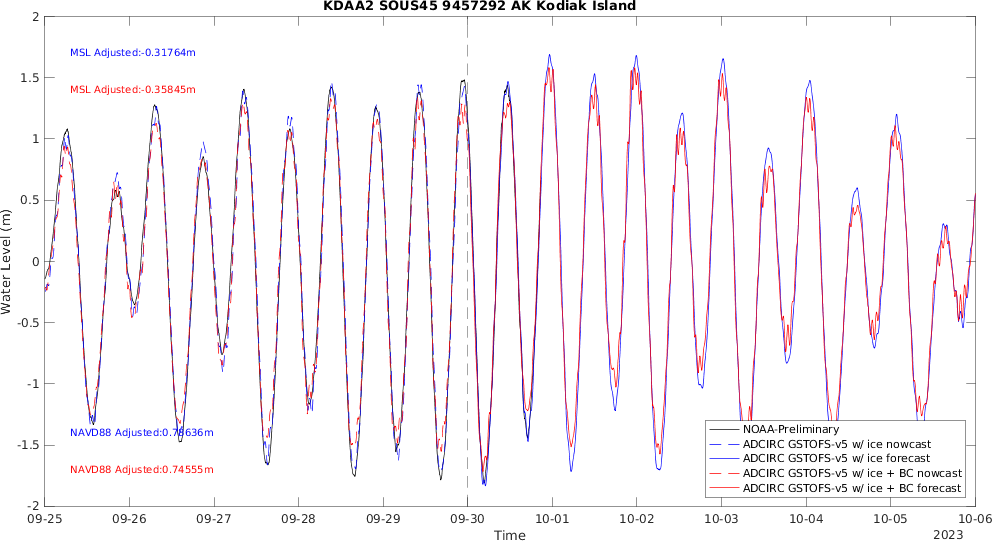 KDAA2 SOUS45 9457292 AK Kodiak Island
MSL Adjusted:-0.31764m
MSL Adjusted:-0.35845m
NAVD88 Adjusted:0.78636m
NAVD88 Adjusted:0.74555m
Water Level (m)
2
1.5
1
0.5
0
-0.5
-1
-1.5
-2
NOAA-Preliminary
ADCIRC GSTOFS-v5 w/ ice nowcast
ADCIRC GSTOFS-v5 w/ ice forecast
ADCIRC GSTOFS-v5 w/ ice + BC nowcast
ADCIRC GSTOFS-v5 w/ ice + BC forecast
09-25 09-26 09-27 09-28 09-29 09-30 10-01 10-02 10-03 10-04 10-05 10-06
Time
2023